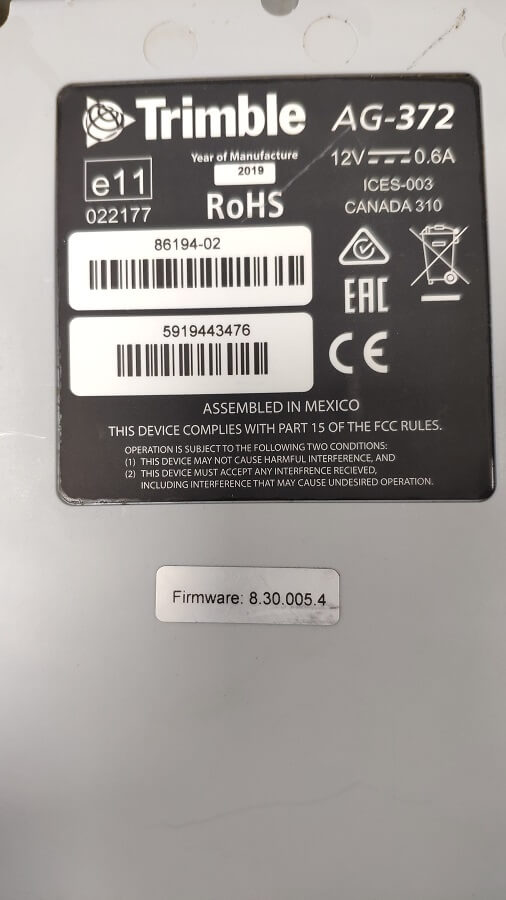 Trimble AG-372
Year of Manufacture
2019
12V 0.6A
e11
022177
RoHS
ICES-003
CANADA 310
86194-02
5919443476
EAC
CE
ASSEMBLED IN MEXICO
THIS DEVICE COMPLIES WITH PART 15 OF THE FCC RULES.
OPERATION IS SUBJECT TO THE FOLLOWING TWO CONDITIONS:
(1) THIS DEVICE MAY NOT CAUSE HARMFUL INTERFERENCE, AND
(2) THIS DEVICE MUST ACCEPT ANY INTERFRENCE RECIEVED,
INCLUDING INTERFERENCE THAT MAY CAUSE UNDESIRED OPERATION.
Firmware: 8.30.005.4